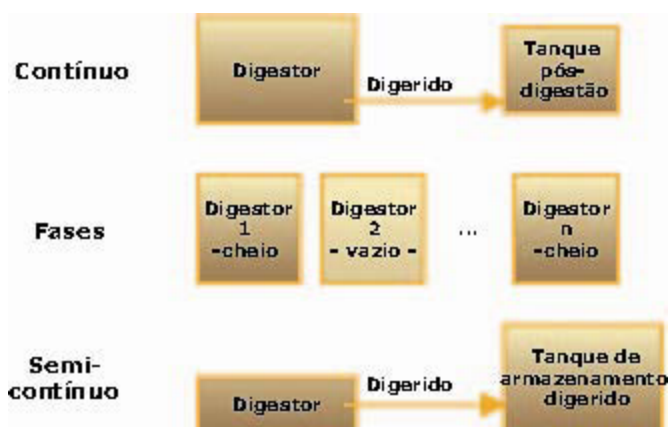 Contínuo
Digestor
Digerido
Tanque
pós-
digestão
Fases
Digestor
1
-cheio
Digestor
2
- vazio -
...
Digestor
n
-cheio
Semi-
contínuo
Digestor
Digerido
Tanque de
armazenamento
digerido